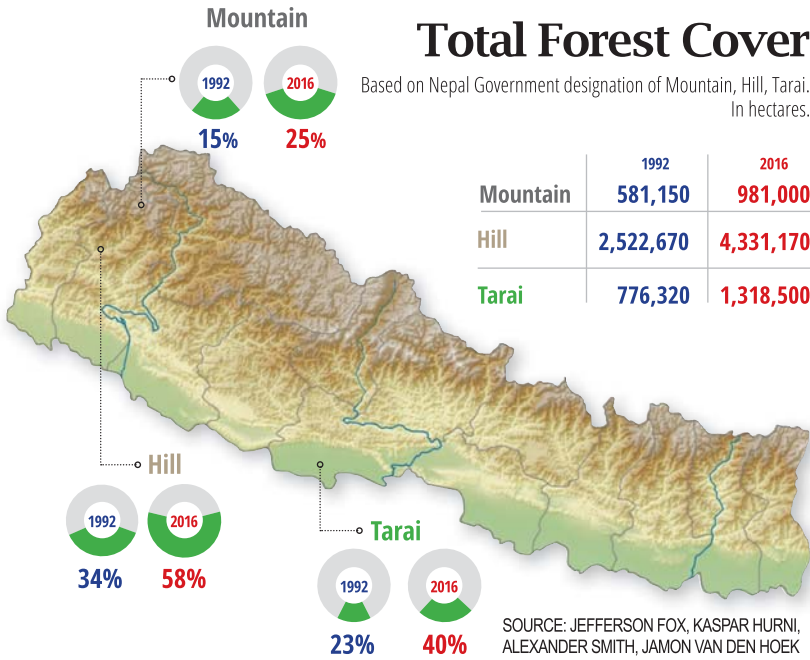 Mountain
1992
2016
15%
25%
Total Forest Cover
Based on Nepal Government designation of Mountain, Hill, Tarai.
In hectares.
1992 2016
Mountain 581,150 981,000
Hill 2,522,670 4,331,170
Tarai 776,320 1,318,500
Hill
1992
2016
34%
58%
Tarai
1992
2016
23%
40%
SOURCE: JEFFERSON FOX, KASPAR HURNI,
ALEXANDER SMITH, JAMON VAN DEN HOEK